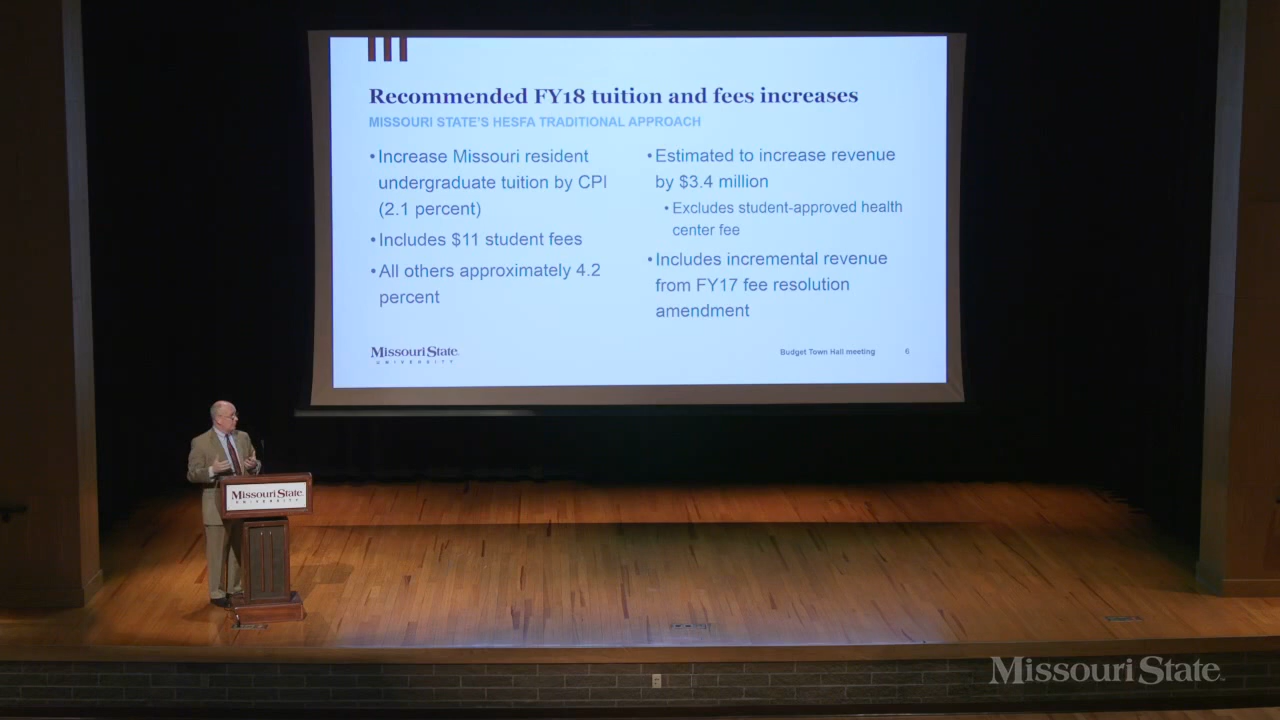 Recommended FY18 tuition and fees increases
MISSOURI STATE'S HESFA TRADITIONAL APPROACH
• Increase Missouri resident
undergraduate tuition by CPI
(2.1 percent)
• Includes $11 student fees
• All others approximately 4.2
percent
• Estimated to increase revenue
by $3.4 million
• Excludes student-approved health
center fee
• Includes incremental revenue
from FY17 fee resolution
amendment
Missouri State
UNIVERSITY
Budget Town Hall meeting 6
Missouri State
UNIVERSITY
Missouri State